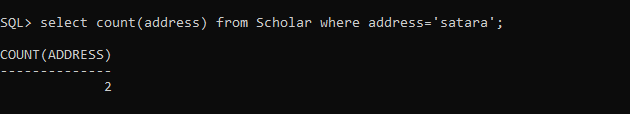 SQL> select count(address) from Scholar where address='satara';
COUNT(ADDRESS)
--------------
2